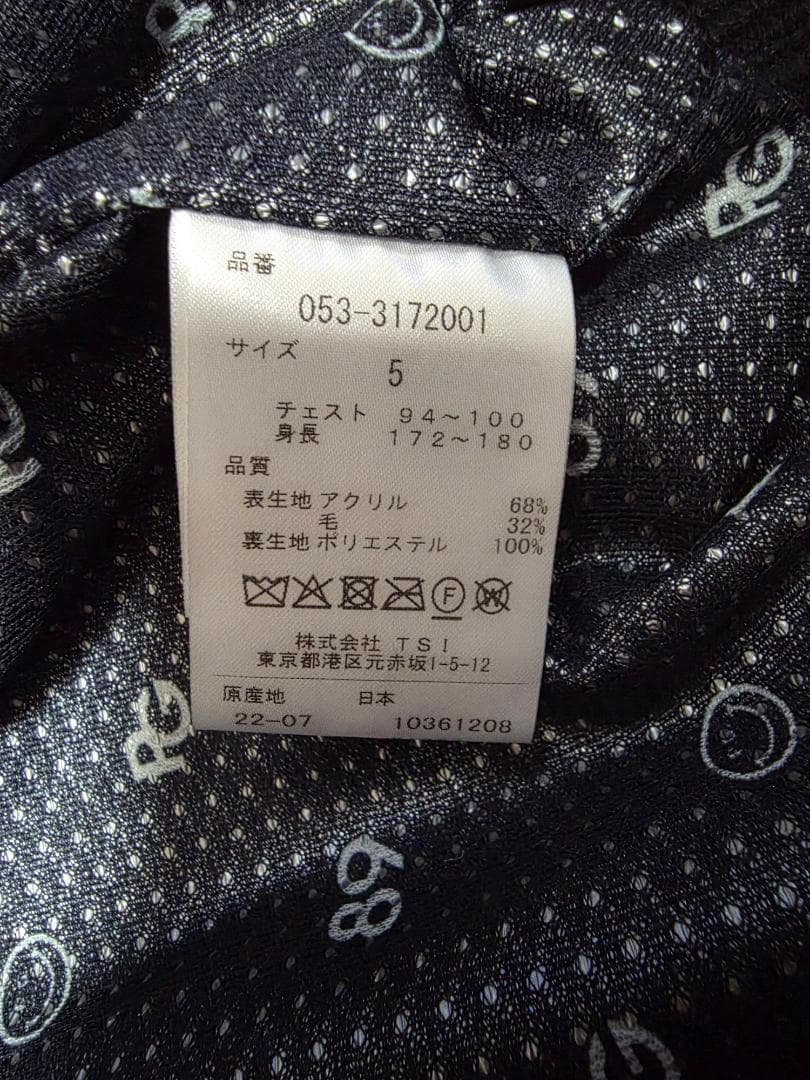 PG
品番
053-3172001
サイズ
5
チェスト 94～100
身長 172～180
品質
表生地 アクリル 68%
毛 32%
裏生地 ポリエステル 100%
F
W
株式会社 TSI
東京都港区元赤坂1-5-12
原産地 日本
22-07 10361208
PG
89